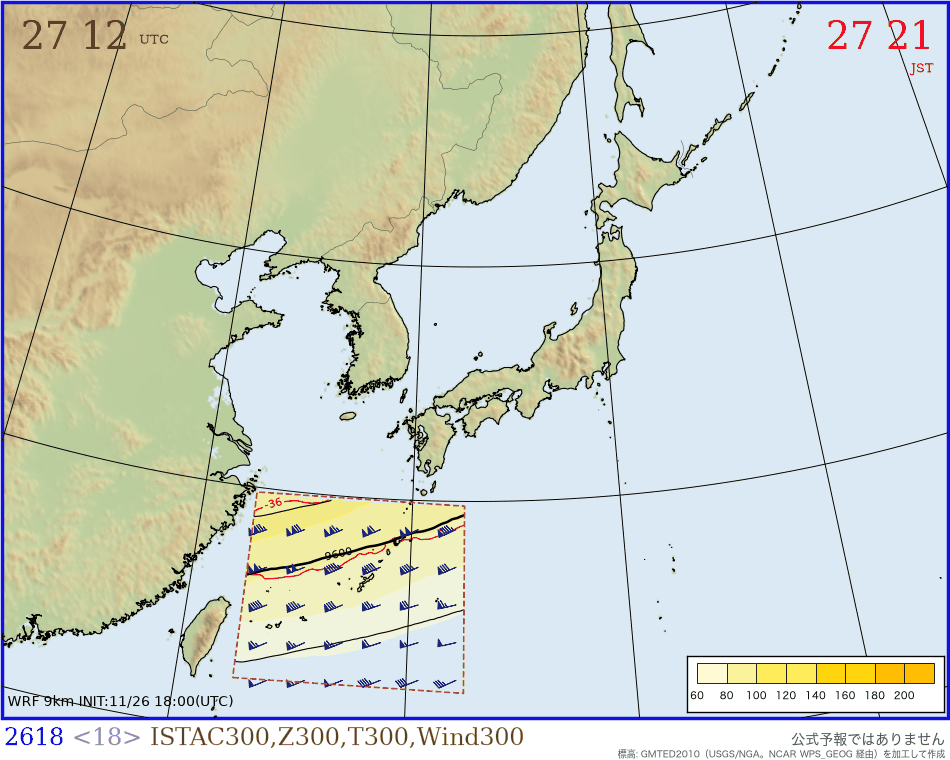 27 12 UTC
27 21
JST
-36
9600
WRF 9km INIT:11/26 18:00(UTC)
60 80 100 120 140 160 180 200
2618 <18> ISTAC300,Z300,T300,Wind300
公式予報ではありません
標高: GMTED2010（USGS/NGA。NCAR WPS_GEOG 経由）を加工して作成